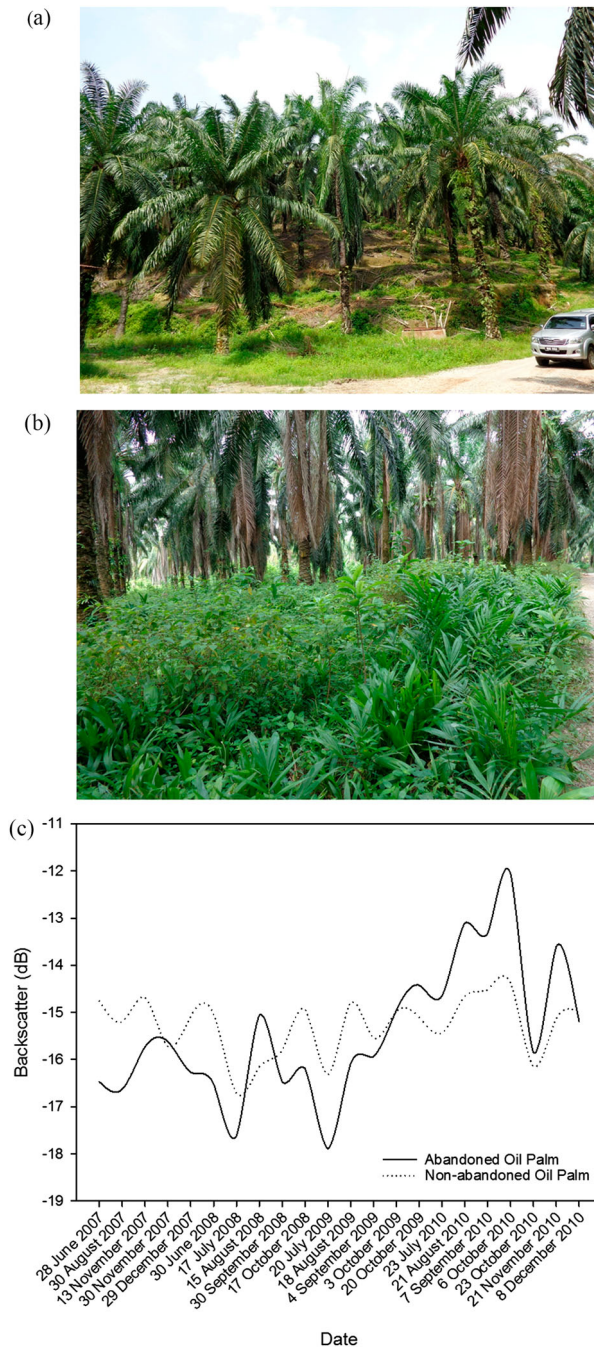 (a)
(b)
(c)
-11
-12
-13
-14
-15
-16
-17
-18
-19
Backscatter (dB)
Abandoned Oil Palm
Non-abandoned Oil Palm
28 June 2007
30 August 2007
13 November 2007
30 November 2007
29 December 2007
30 June 2008
17 July 2008
15 August 2008
30 September 2008
17 October 2008
20 July 2009
18 August 2009
4 September 2009
3 October 2009
20 October 2009
23 July 2010
21 August 2010
7 September 2010
6 October 2010
23 October 2010
21 November 2010
8 December 2010
Date